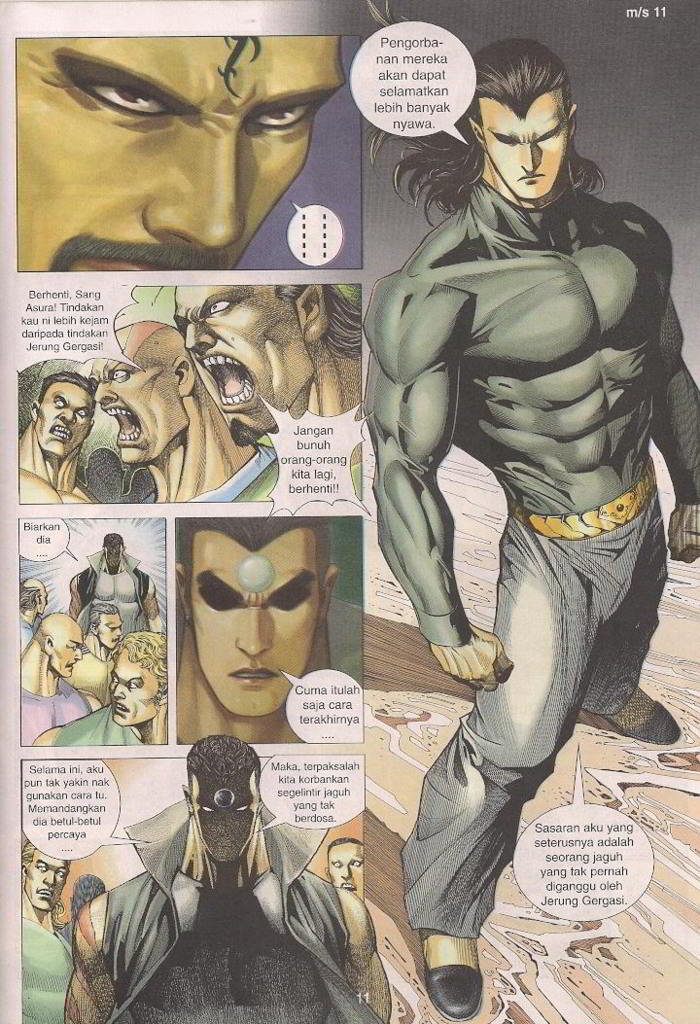 m/s 11
Pengorba-
nan mereka
akan dapat
selamatkan
lebih banyak
nyawa.
Berhenti, Sang
Asura! Tindakan
kau ni lebih kejam
daripada tindakan
Jerung Gergasi!
Jangan
bunuh
orang-orang
kita lagi,
berhenti!!
Biarkan
dia
....
Cuma itulah
saja cara
terakhirnya
Selama ini, aku
pun tak yakin nak
gunakan cara tu.
Memandangkan
dia betul-betul
percaya
....
Maka, terpaksalah
kita korbankan
segelintir jaguh
yang tak
berdosa.
Sasaran aku yang
seterusnya adalah
seorang jaguh
yang tak pernah
diganggu oleh
Jerung Gergasi.
11